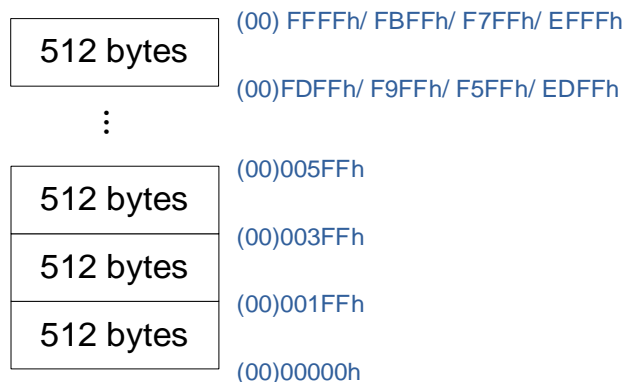 (00) FFFFh/ FBFFh/ F7FFh/ EFFFh
512 bytes
(00)FDFFh/ F9FFh/ F5FFh/ EDFFh
⋮
(00)005FFh
512 bytes
(00)003FFh
512 bytes
(00)001FFh
512 bytes
(00)00000h